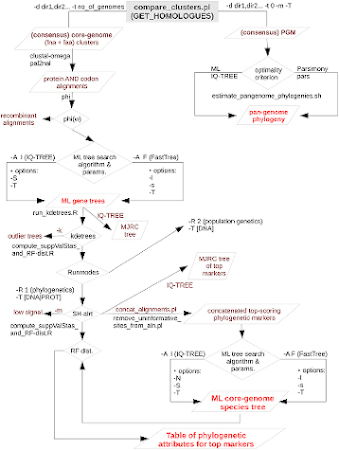 -d dir1,dir2... -t no_of_genomes
compare_clusters.pl
(GET_HOMOLOGUES)
-d dir1,dir2... -t 0 -m -T
(consensus) core-genome
(fna + faa) clusters
(consensus) PGM
clustal-omega
pal2nal
protein AND codon
alignments
ML
IQ-TREE
optimality
criterion
Parsimony
pars
phi
estimate_pangenome_phylogenies.sh
recombinant
alignments
phi(w)
pan-genome
phylogeny
-A I (IQ-TREE)
ML tree search
algorithm &
params.
-A F (FastTree)
• options:
-S
-T
• options:
-l
-s
-T
ML gene trees
run_kdetrees.R
IQ-TREE
MJRC
tree
outlier trees
-k
kdetrees
-R 2 (population genetics)
-T [DNA]
compute_suppValStas_
and_RF-dist.R
Runmodes
MJRC tree
of top
markers
IQ-TREE
-R 1 (phylogenetics)
-T [DNA|PROT]
low signal
-m
SH-alrt
concat_alignments.pl
remove_uninformative_
sites_from_aln.pl
concatenated top-scoring
phylogenetic markers
compute_suppValStas_
and_RF-dist.R
RF-dist.
-A I (IQ-TREE)
ML tree search
algorithm &
params.
-A F (FastTree)
• options:
-N
-S
-T
• options:
-l
-s
-T
ML core-genome
species tree
Table of phylogenetic
attributes for top markers